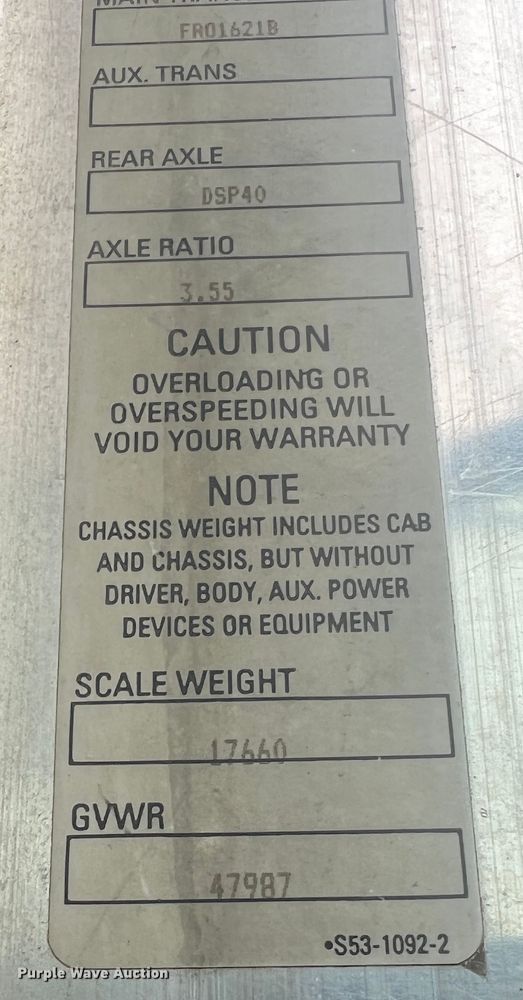 MAIN TRANS
FRO1621B
AUX. TRANS
REAR AXLE
DSP40
AXLE RATIO
3.55
CAUTION
OVERLOADING OR
OVERSPEEDING WILL
VOID YOUR WARRANTY
NOTE
CHASSIS WEIGHT INCLUDES CAB
AND CHASSIS, BUT WITHOUT
DRIVER, BODY, AUX. POWER
DEVICES OR EQUIPMENT
SCALE WEIGHT
17660
GVWR
47987
•S53-1092-2
Purple Wave Auction